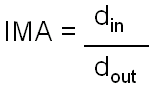 IMA = d_in / d_out